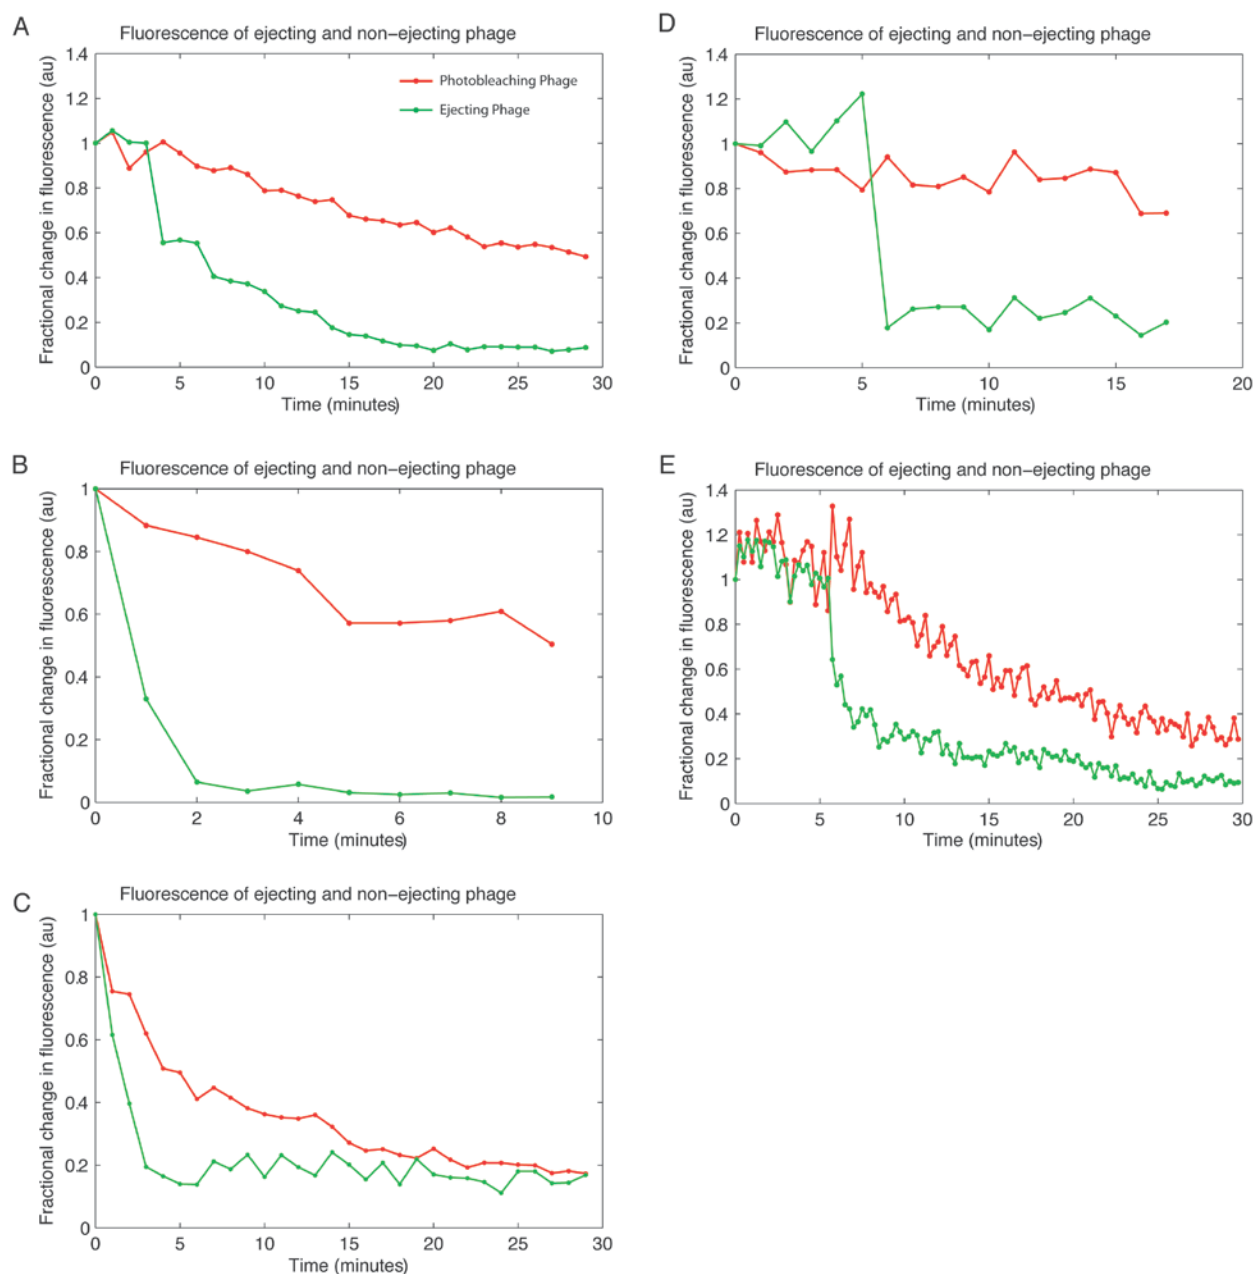 A
Fluorescence of ejecting and non-ejecting phage
Fractional change in fluorescence (au)
1.4
1.2
1
0.8
0.6
0.4
0.2
0
Photobleaching Phage
Ejecting Phage
0 5 10 15 20 25 30
Time (minutes)
B
Fluorescence of ejecting and non-ejecting phage
Fractional change in fluorescence (au)
1
0.8
0.6
0.4
0.2
0
0 2 4 6 8 10
Time (minutes)
C
Fluorescence of ejecting and non-ejecting phage
Fractional change in fluorescence (au)
1
0.8
0.6
0.4
0.2
0
0 5 10 15 20 25 30
Time (minutes)
D
Fluorescence of ejecting and non-ejecting phage
Fractional change in fluorescence (au)
1.4
1.2
1
0.8
0.6
0.4
0.2
0
0 5 10 15 20
Time (minutes)
E
Fluorescence of ejecting and non-ejecting phage
Fractional change in fluorescence (au)
1.4
1.2
1
0.8
0.6
0.4
0.2
0
0 5 10 15 20 25 30
Time (minutes)